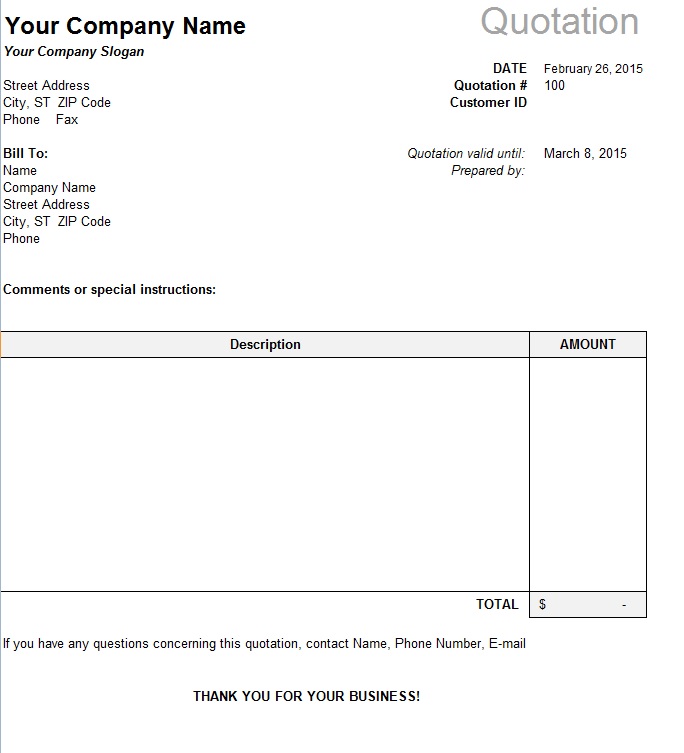 Your Company Name
Quotation
Your Company Slogan
DATE February 26, 2015
Street Address Quotation # 100
City, ST ZIP Code Customer ID
Phone Fax
Bill To: Quotation valid until: March 8, 2015
Name Prepared by:
Company Name
Street Address
City, ST ZIP Code
Phone
Comments or special instructions:
Description AMOUNT
TOTAL $ -
If you have any questions concerning this quotation, contact Name, Phone Number, E-mail
THANK YOU FOR YOUR BUSINESS!